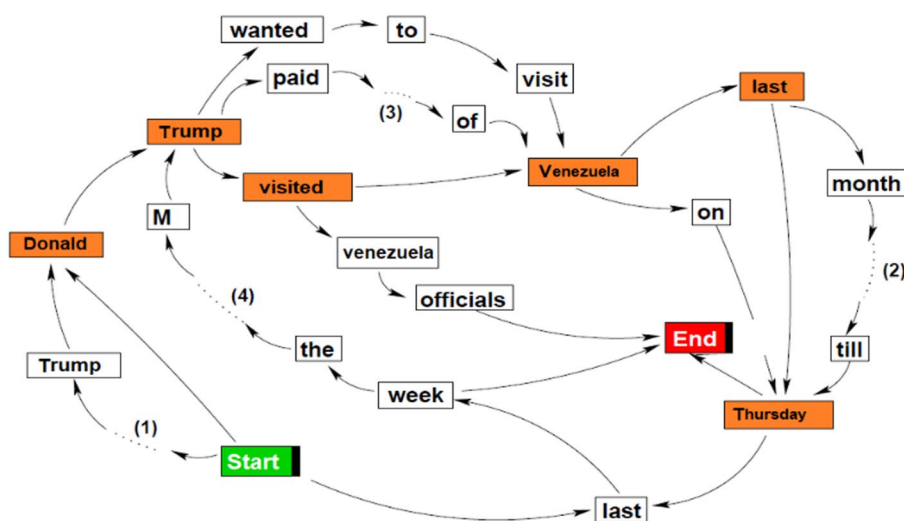 wanted
to
paid
visit
last
(3)
of
Trump
Venezuela
visited
month
M
on
Donald
venezuela
(2)
officials
(4)
End
the
till
Trump
week
Thursday
(1)
Start
last